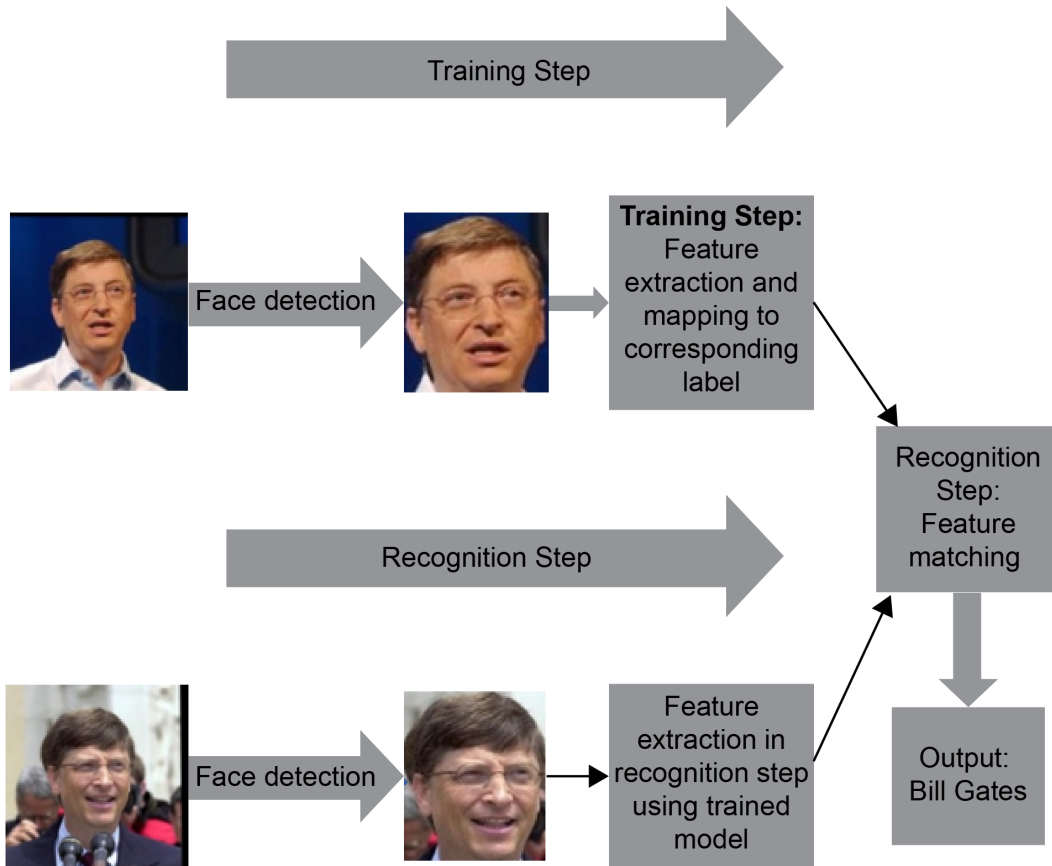 Training Step
Face detection
Training Step:
Feature
extraction and
mapping to
corresponding
label
Recognition
Step:
Feature
matching
Recognition Step
Face detection
Feature
extraction in
recognition step
using trained
model
Output:
Bill Gates